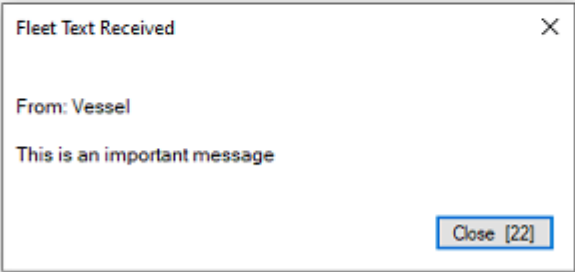 Fleet Text Received
From: Vessel
This is an important message
Close [22]